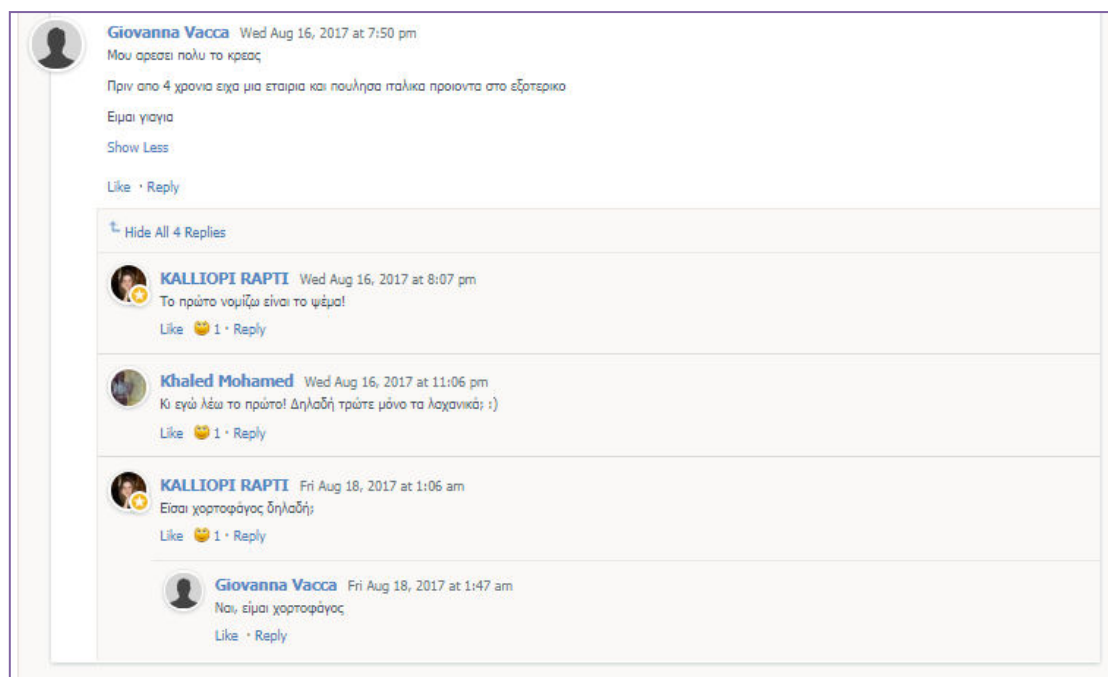 Giovanna Vacca Wed Aug 16, 2017 at 7:50 pm
Μου αρεσει πολυ το κρεας
Πριν απο 4 χρονια ειχα μια εταιρια και πουλησα ιταλικα προιοντα στο εξοτερικο
Ειμαι γιαγια
Show Less
Like · Reply
Hide All 4 Replies
KALLIOPI RAPTI Wed Aug 16, 2017 at 8:07 pm
Το πρώτο νομίζω είναι το ψέμα!
Like 1 · Reply
Khaled Mohamed Wed Aug 16, 2017 at 11:06 pm
Κι εγώ λέω το πρώτο! Δηλαδή τρώτε μόνο τα λαχανικά; :)
Like 1 · Reply
KALLIOPI RAPTI Fri Aug 18, 2017 at 1:06 am
Είσαι χορτοφάγος δηλαδή;
Like 1 · Reply
Giovanna Vacca Fri Aug 18, 2017 at 1:47 am
Ναι, είμαι χορτοφάγος
Like · Reply